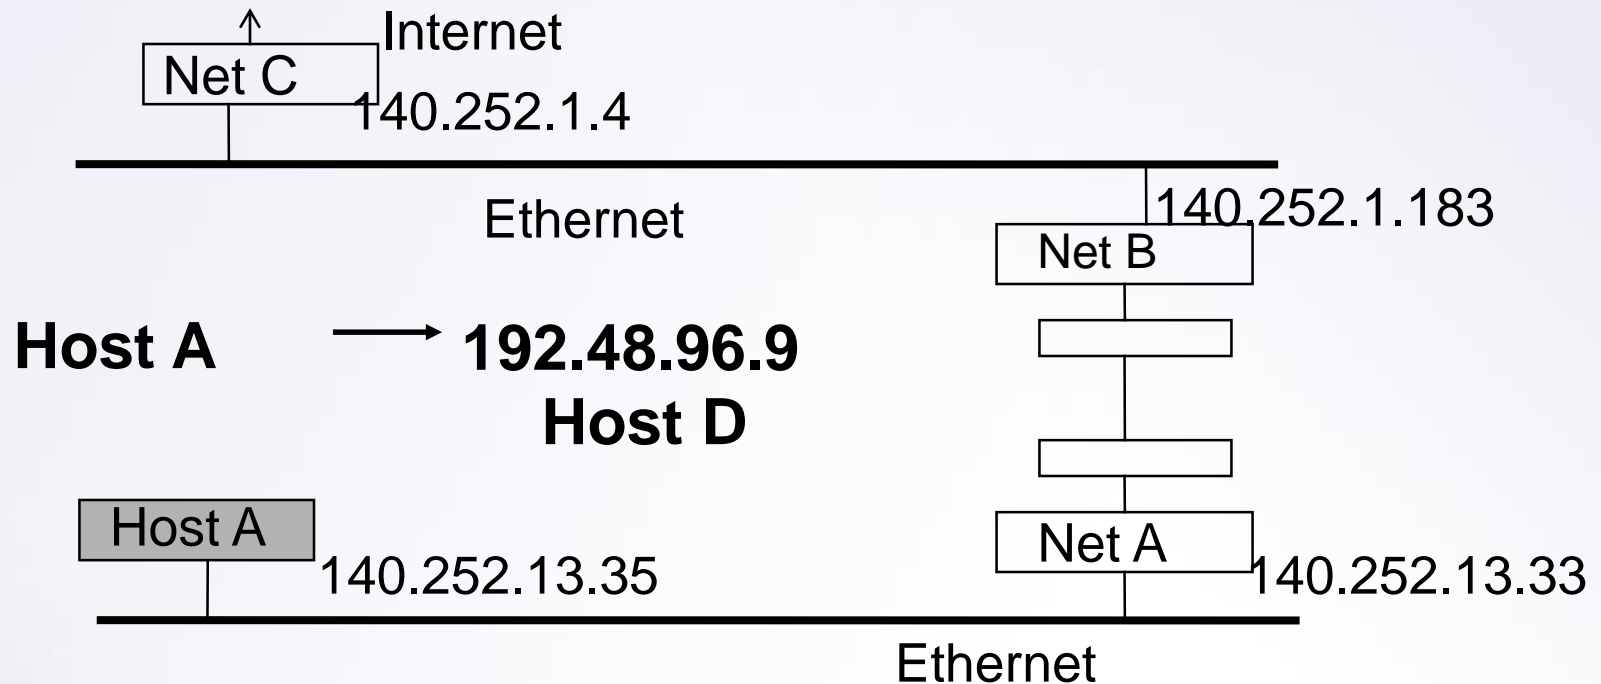 Internet
Net C
140.252.1.4
Ethernet
140.252.1.183
Net B
Host A
192.48.96.9
Host D
Host A
140.252.13.35
Net A
140.252.13.33
Ethernet